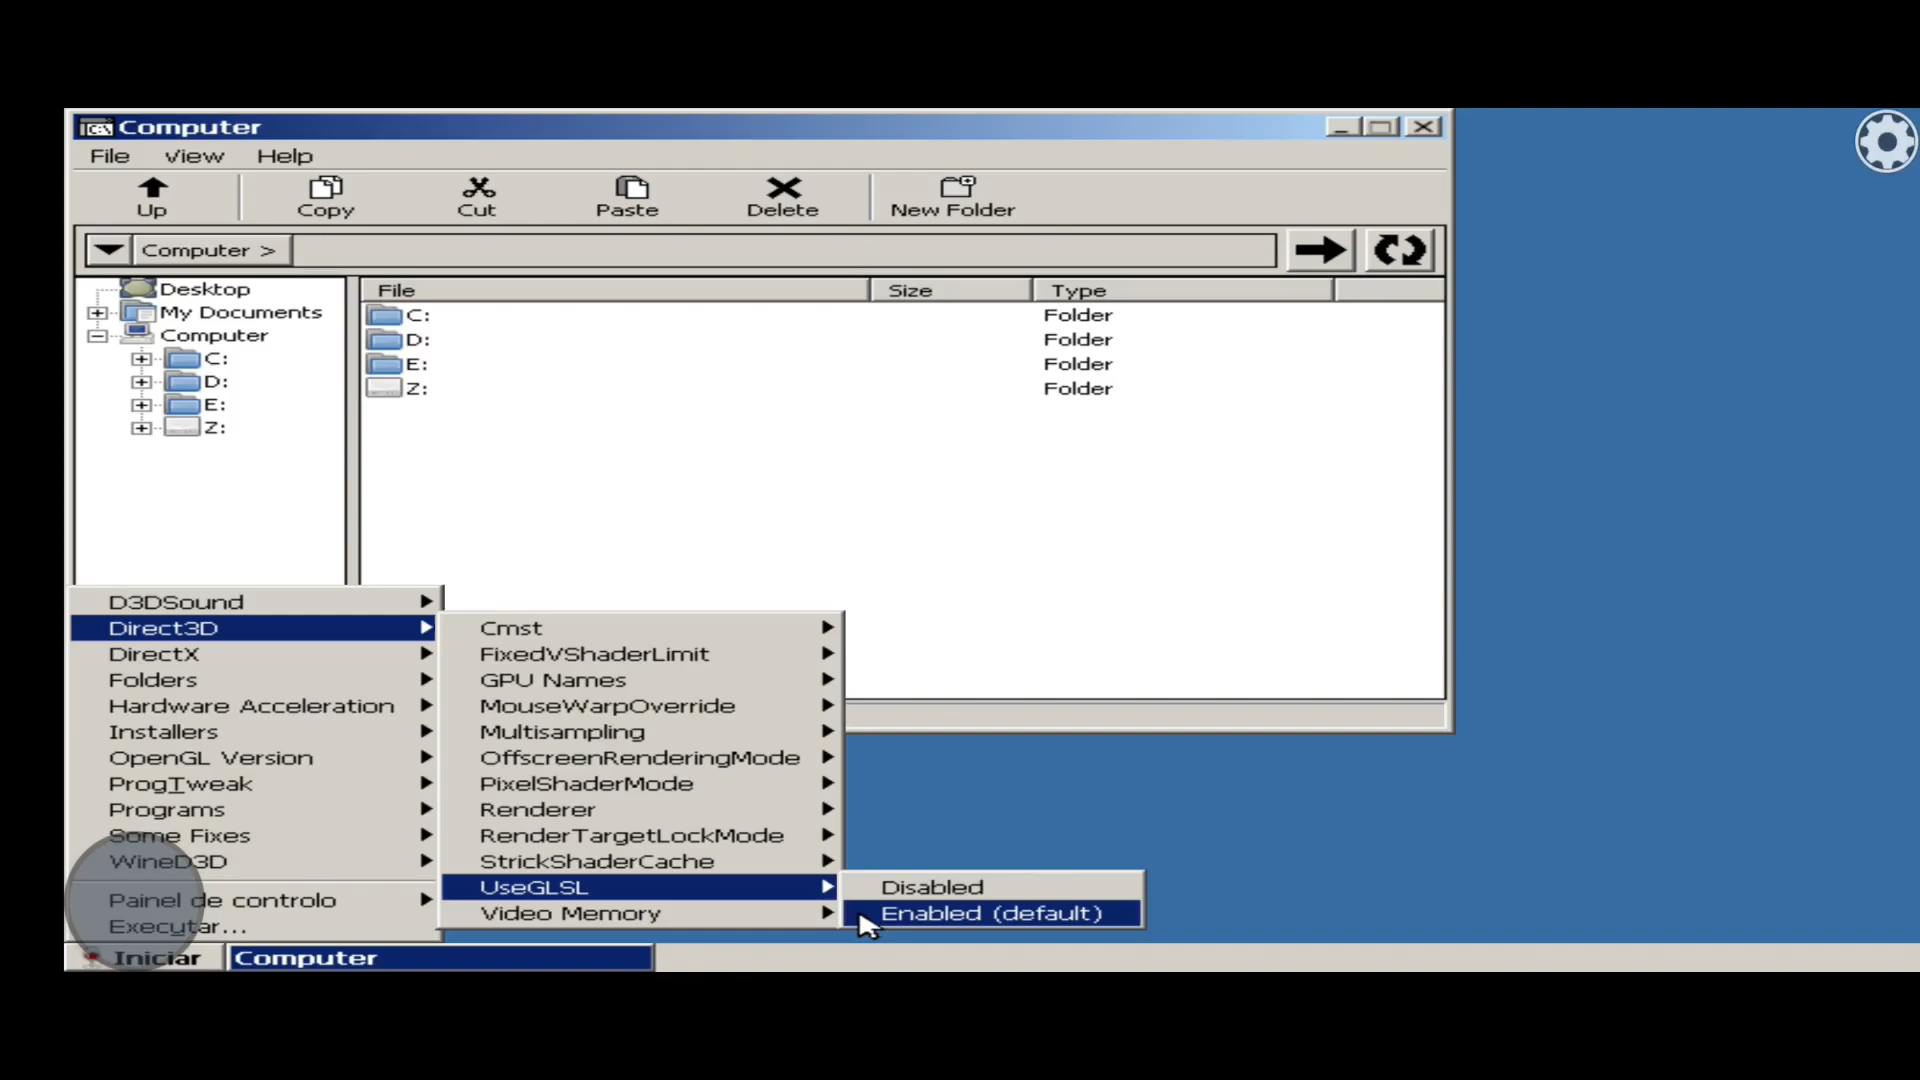 Computer
File View Help
Up Copy Cut Paste Delete New Folder
Computer >
Desktop
My Documents
Computer
C:
D:
E:
Z:
File Size Type
C: Folder
D: Folder
E: Folder
Z: Folder
D3DSound
Direct3D
DirectX
Folders
Hardware Acceleration
Installers
OpenGL Version
ProgTweak
Programs
Some Fixes
WineD3D
Painel de controlo
Executar...
Cmst
FixedVShaderLimit
GPU Names
MouseWarpOverride
Multisampling
OffscreenRenderingMode
PixelShaderMode
Renderer
RenderTargetLockMode
StrickShaderCache
UseGLSL
Video Memory
Disabled
Enabled (default)
Iniciar Computer